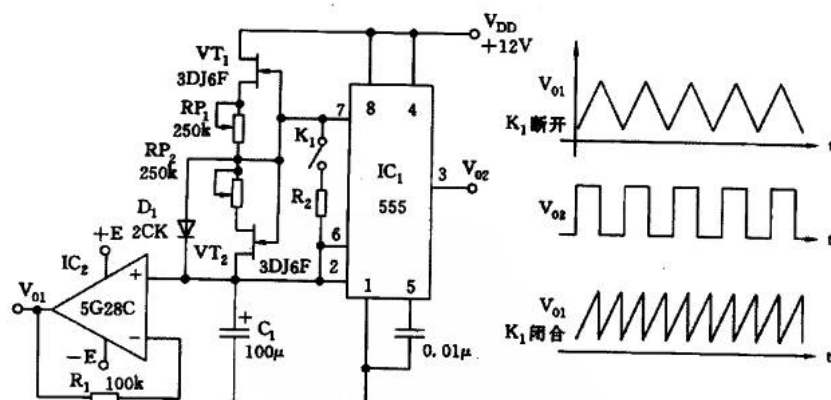 V_DD
+12V
VT₁
3DJ6F
RP₁
250k
RP₂
250k
D₁
2CK
VT₂
3DJ6F
K₁
R₂
7
8
4
6
2
1
5
3
IC₁
555
V₀₂
0.01μ
C₁
+
100μ
+E
IC₂
V₀₁
5G28C
+
−
−E
R₁
100k
V₀₁
K₁断开
t
V₀₂
t
V₀₁
K₁闭合
t